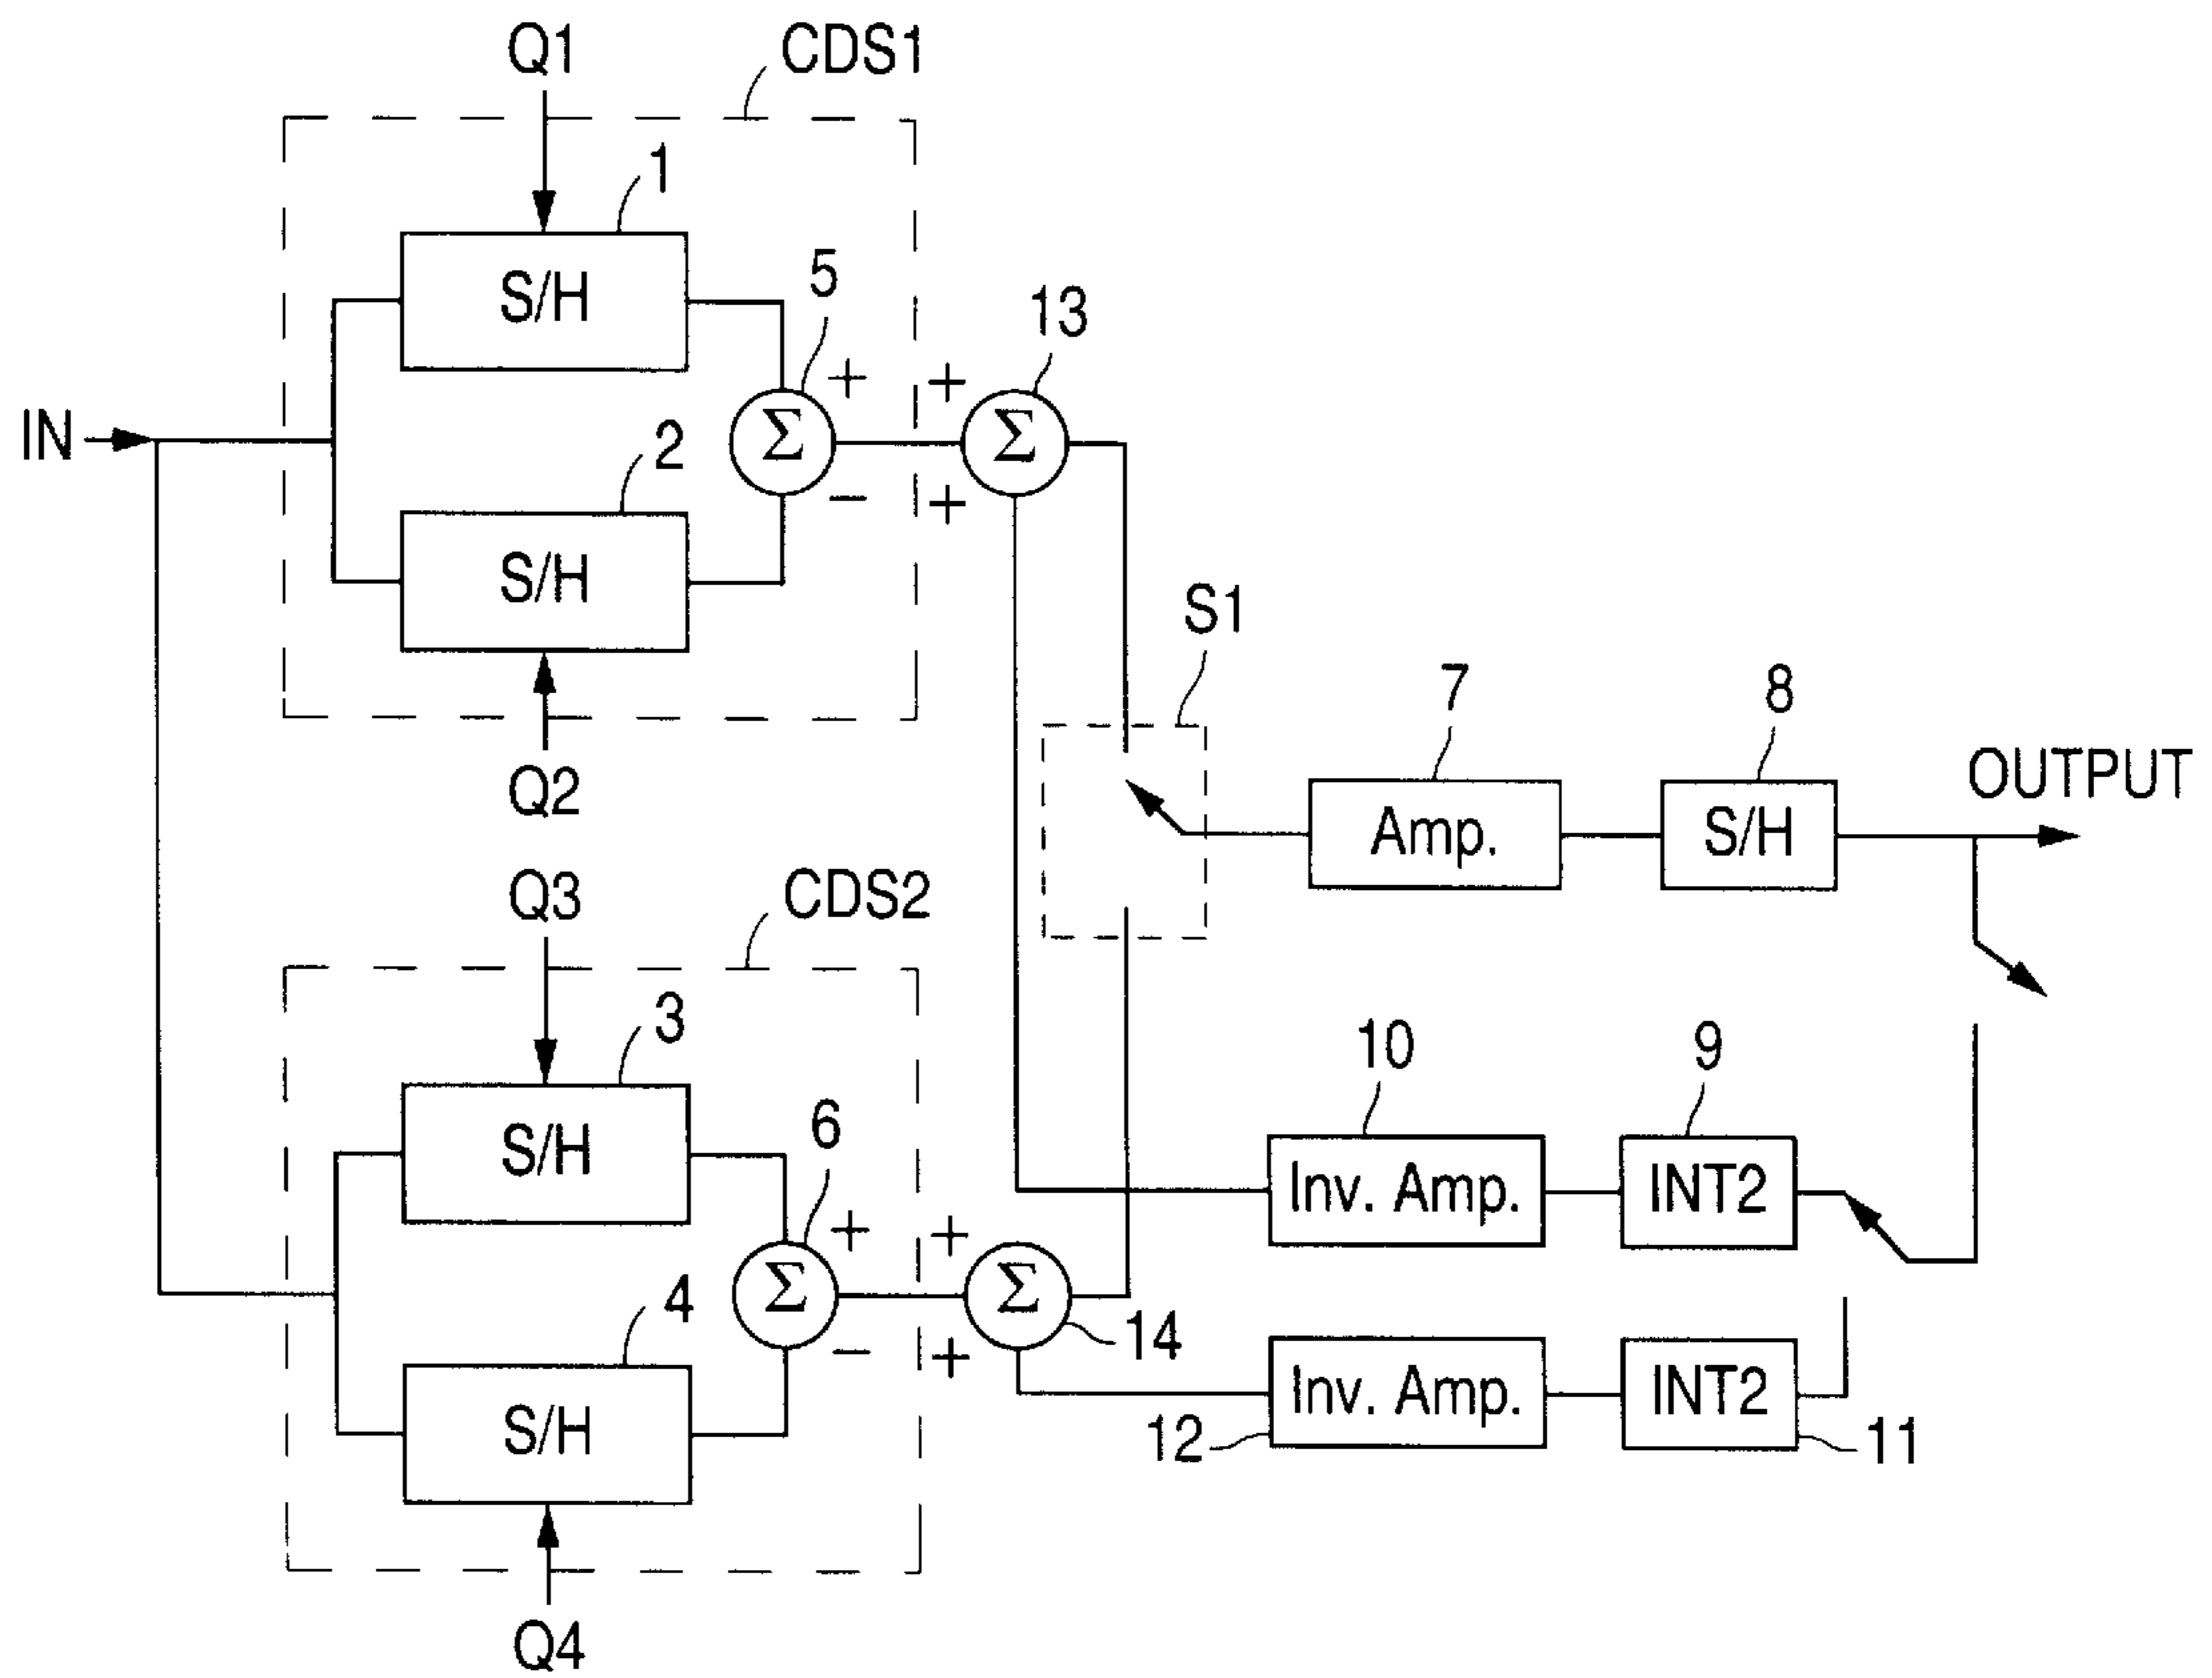 Q1
CDS1
1
S/H
5
+
−
2
S/H
Q2
IN
13
+
+
Σ
Σ
S1
7
Amp.
8
S/H
OUTPUT
Q3
CDS2
3
S/H
6
+
−
4
S/H
Q4
Σ
+
+
Σ
14
10
Inv. Amp.
9
INT2
12
Inv. Amp.
INT2
11